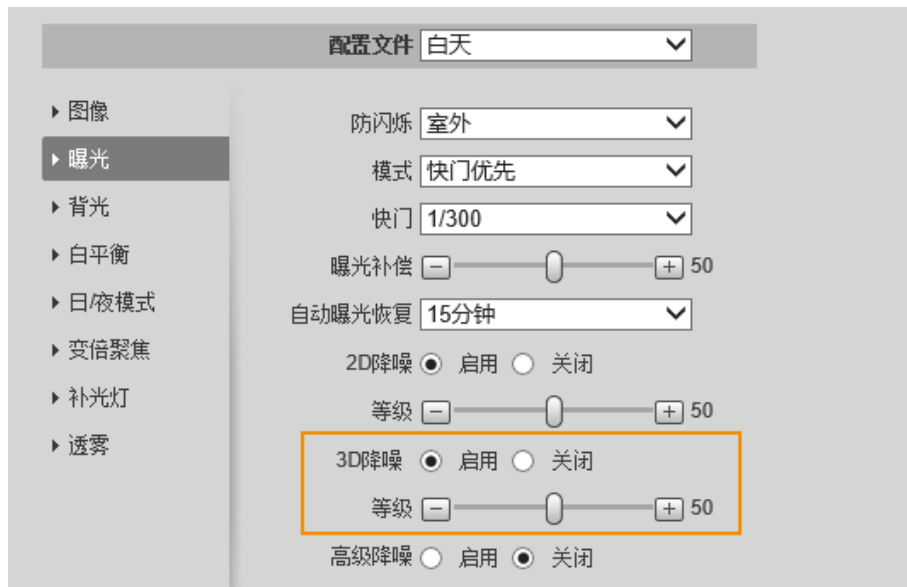 配置文件 白天
图像
曝光
背光
白平衡
日/夜模式
变倍聚焦
补光灯
透雾
防闪烁 室外
模式 快门优先
快门 1/300
曝光补偿 50
自动曝光恢复 15分钟
2D降噪 启用 关闭
等级 50
3D降噪 启用 关闭
等级 50
高级降噪 启用 关闭